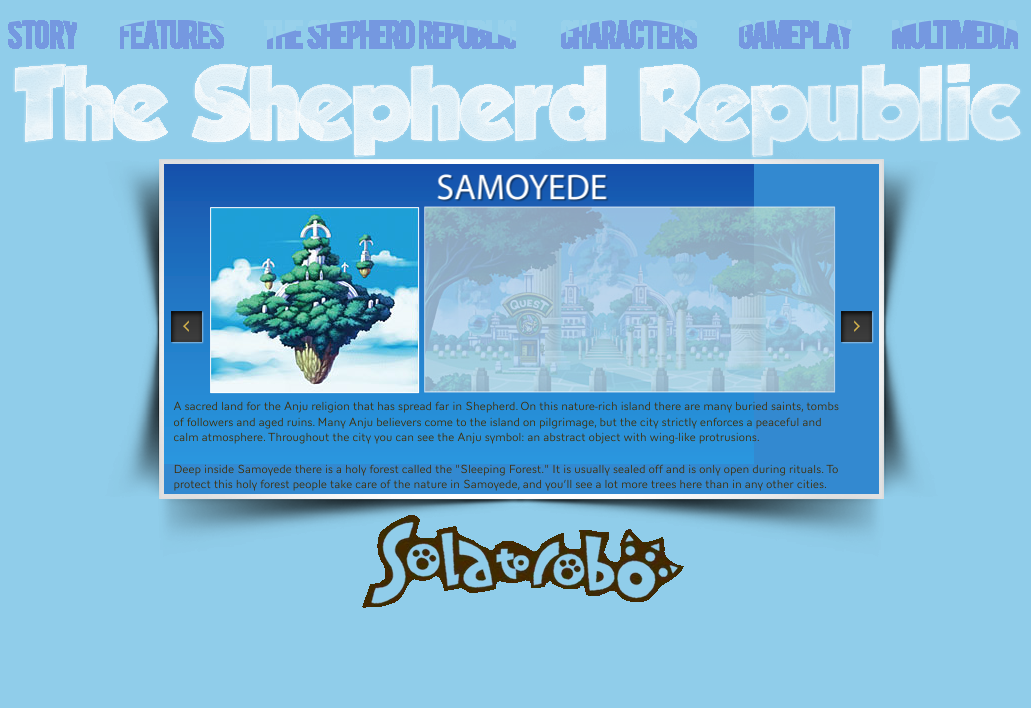 STORY FEATURES THE SHEPHERD REPUBLIC CHARACTERS GAMEPLAY MULTIMEDIA
The Shepherd Republic
SAMOYEDE
QUEST
A sacred land for the Anju religion that has spread far in Shepherd. On this nature-rich island there are many buried saints, tombs
of followers and aged ruins. Many Anju believers come to the island on pilgrimage, but the city strictly enforces a peaceful and
calm atmosphere. Throughout the city you can see the Anju symbol: an abstract object with wing-like protrusions.
Deep inside Samoyede there is a holy forest called the "Sleeping Forest." It is usually sealed off and is only open during rituals. To
protect this holy forest people take care of the nature in Samoyede, and you'll see a lot more trees here than in any other cities.
Solatorobo